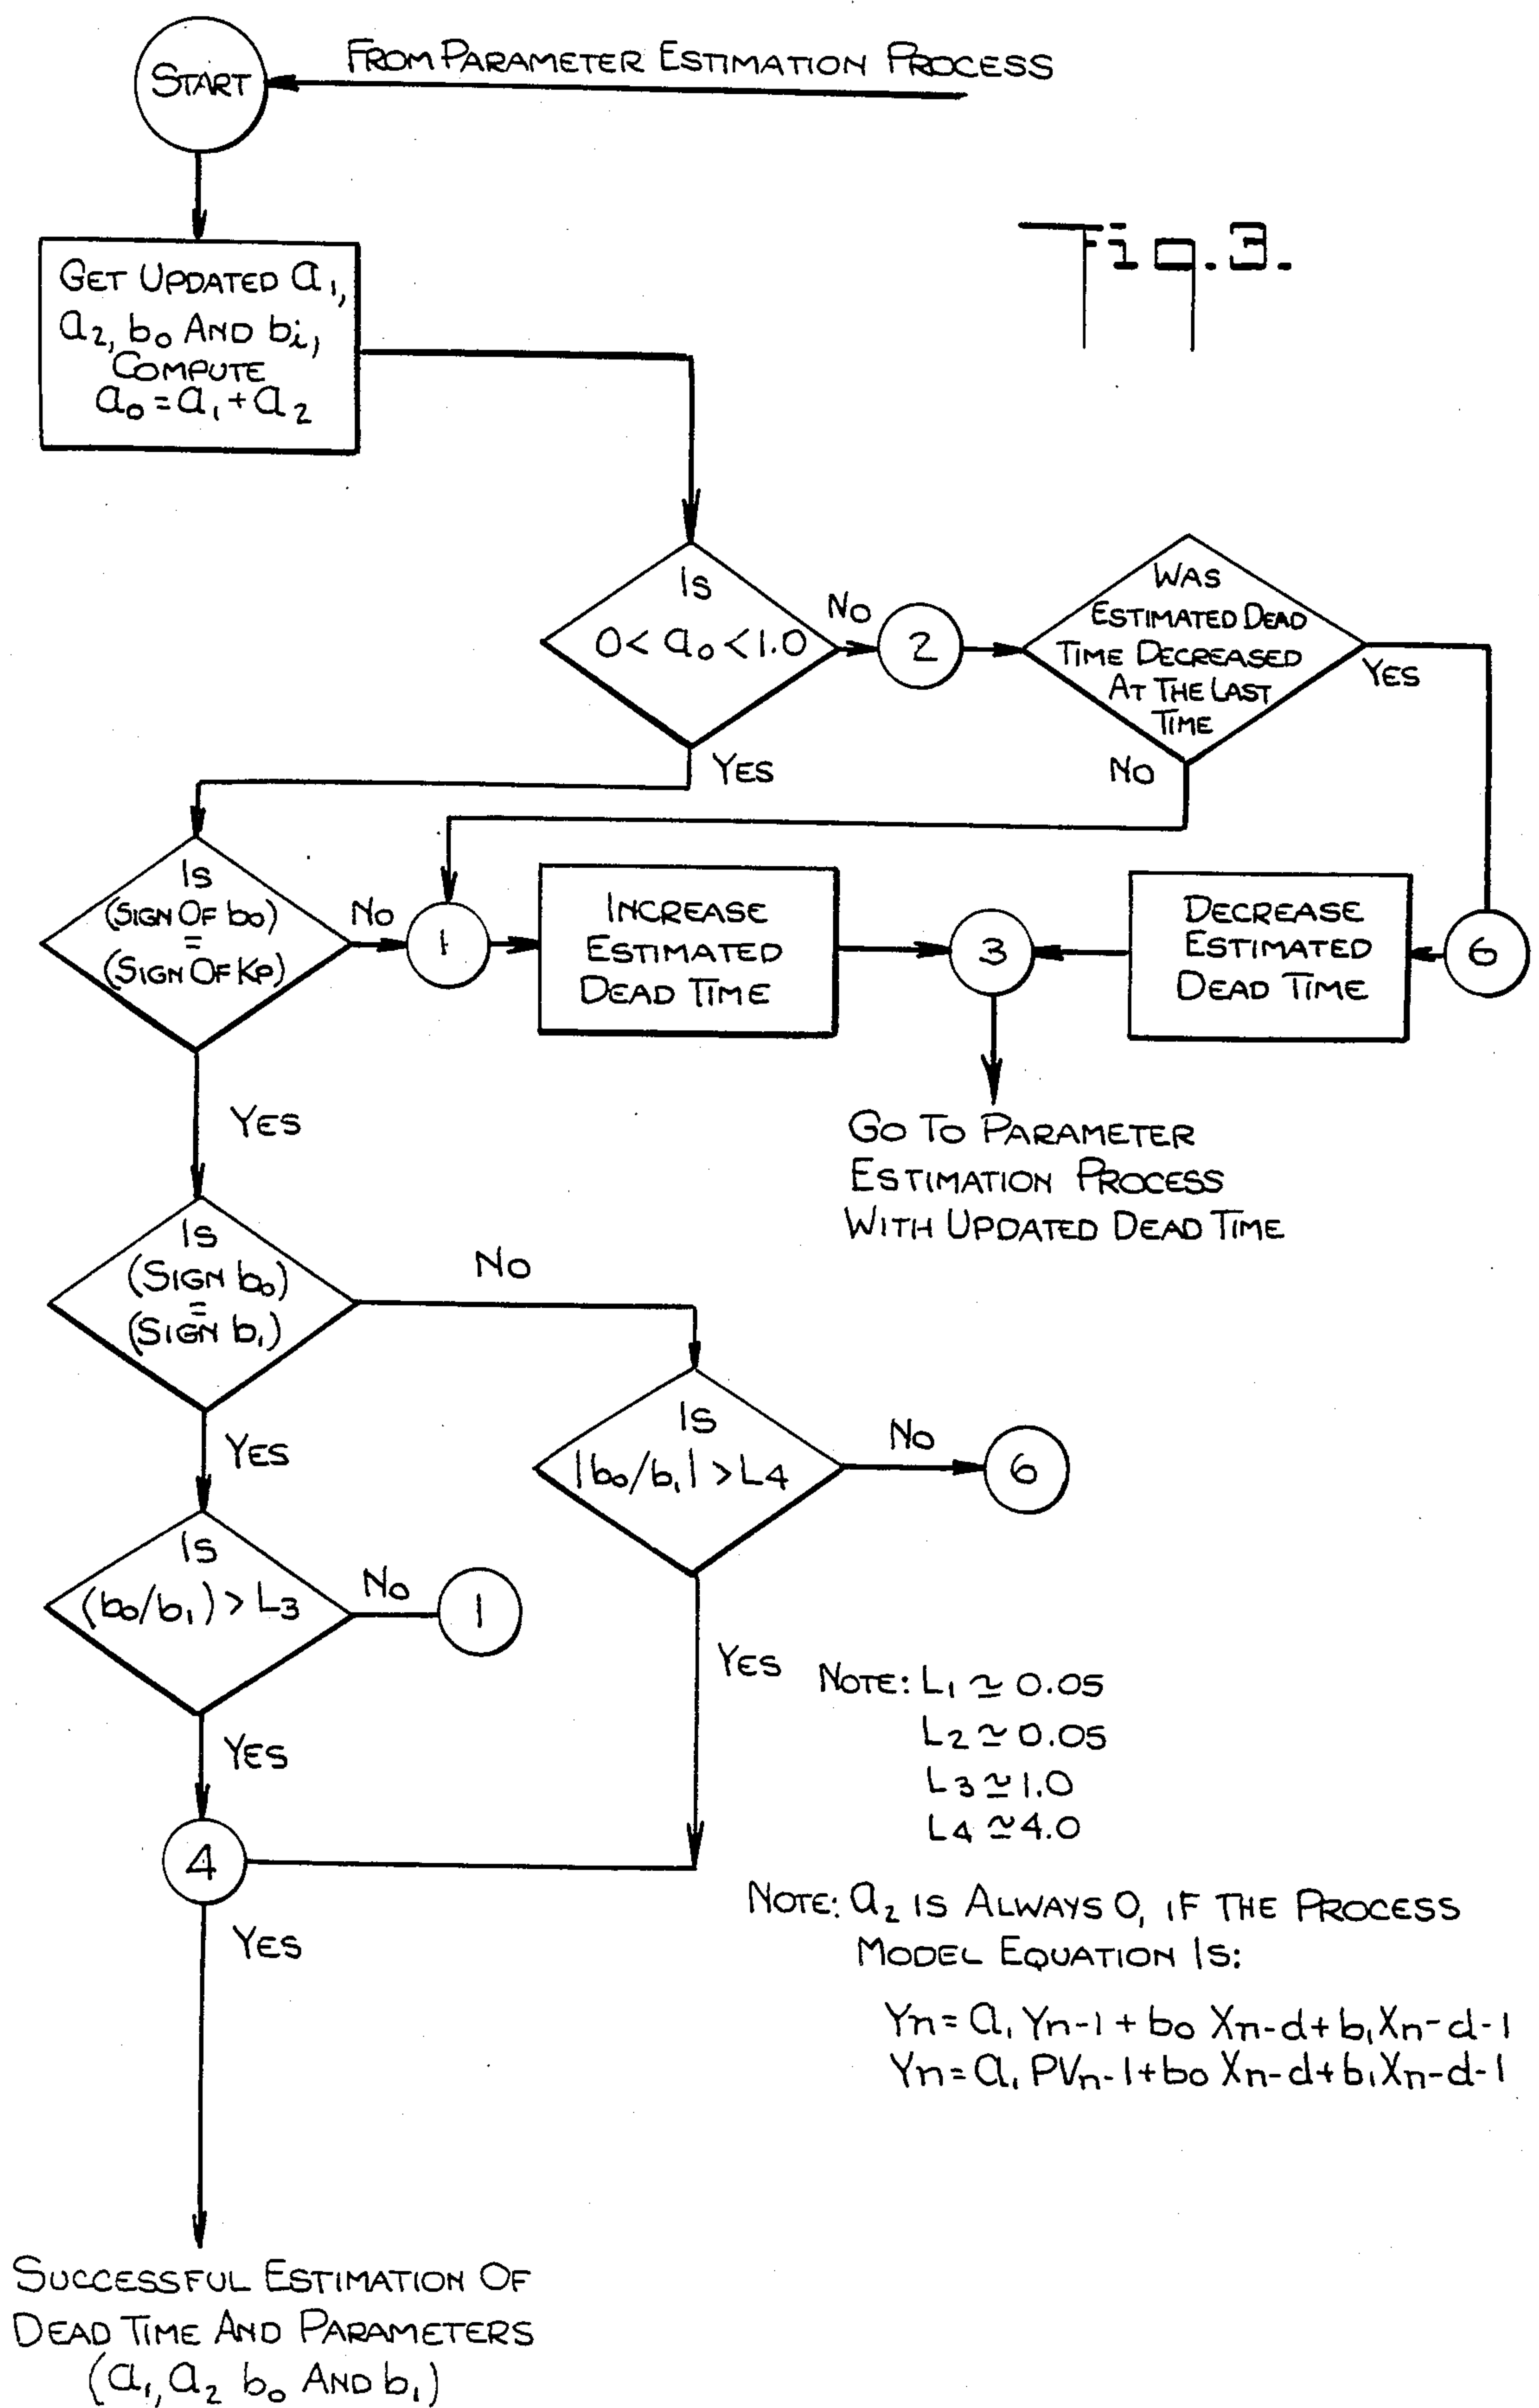 START
FROM PARAMETER ESTIMATION PROCESS
Fig.3.
GET UPDATED a₁,
a₂, b₀ AND bᵢ,
COMPUTE
a₀ = a₁ + a₂
IS
0 < a₀ < 1.0
NO
2
WAS
ESTIMATED DEAD
TIME DECREASED
AT THE LAST
TIME
YES
YES
NO
IS
(SIGN OF b₀)
=
(SIGN OF KP)
NO
1
INCREASE
ESTIMATED
DEAD TIME
3
DECREASE
ESTIMATED
DEAD TIME
6
YES
GO TO PARAMETER
ESTIMATION PROCESS
WITH UPDATED DEAD TIME
IS
(SIGN b₀)
=
(SIGN b₁)
NO
YES
IS
|b₀/b₁| > L4
NO
6
IS
(b₀/b₁) > L3
NO
1
YES
YES
NOTE: L₁ ≃ 0.05
L₂ ≃ 0.05
L₃ ≃ 1.0
L₄ ≃ 4.0
4
YES
NOTE: a₂ IS ALWAYS 0, IF THE PROCESS
MODEL EQUATION IS:
Yn = a₁ Yn-1 + b₀ Xn-d + b₁ Xn-d-1
Yn = a₁ PVn-1 + b₀ Xn-d + b₁ Xn-d-1
SUCCESSFUL ESTIMATION OF
DEAD TIME AND PARAMETERS
(a₁, a₂ b₀ AND b₁)